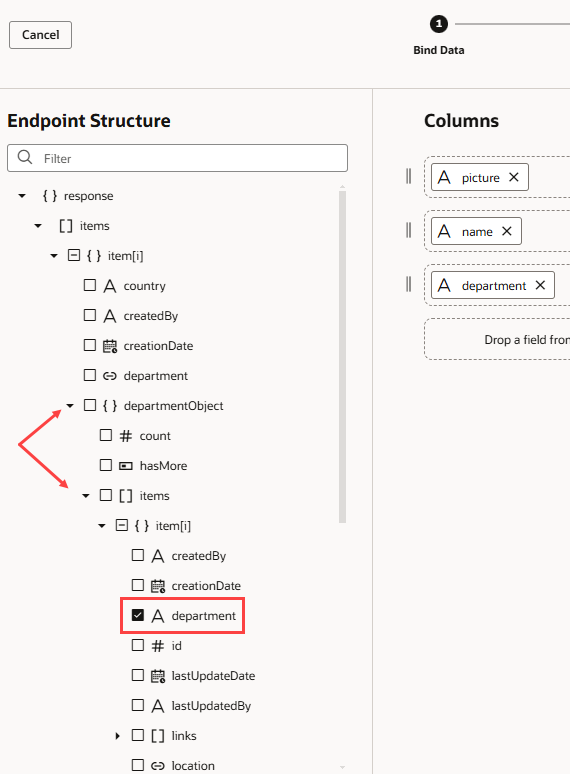 Cancel
1
Bind Data
Endpoint Structure
Filter
{ } response
[ ] items
{ } item[i]
A country
A createdBy
creationDate
department
{ } departmentObject
# count
hasMore
[ ] items
{ } item[i]
A createdBy
creationDate
A department
# id
lastUpdateDate
A lastUpdatedBy
[ ] links
location
Columns
A picture ×
A name ×
A department ×
Drop a field from